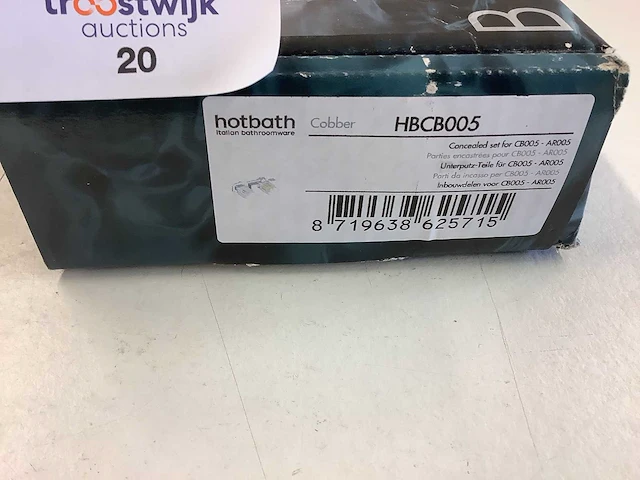 troostwijk
auctions
20
B
hotbath
Italian bathroomware
Cobber
HBCB005
Concealed set for CB005 - AR005
Parties encastrées pour CB005 - AR005
Unterputz-Teile für CB005 - AR005
Parti da incasso per CB005 - AR005
Inbouwdelen voor CB005 - AR005
8 719638 625715